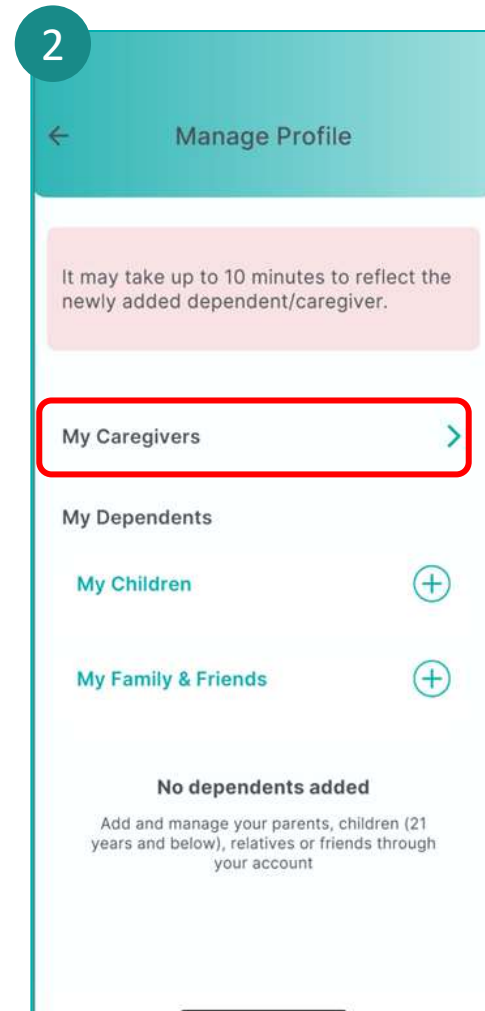 2
Manage Profile
It may take up to 10 minutes to reflect the
newly added dependent/caregiver.
My Caregivers
My Dependents
My Children
My Family & Friends
No dependents added
Add and manage your parents, children (21
years and below), relatives or friends through
your account